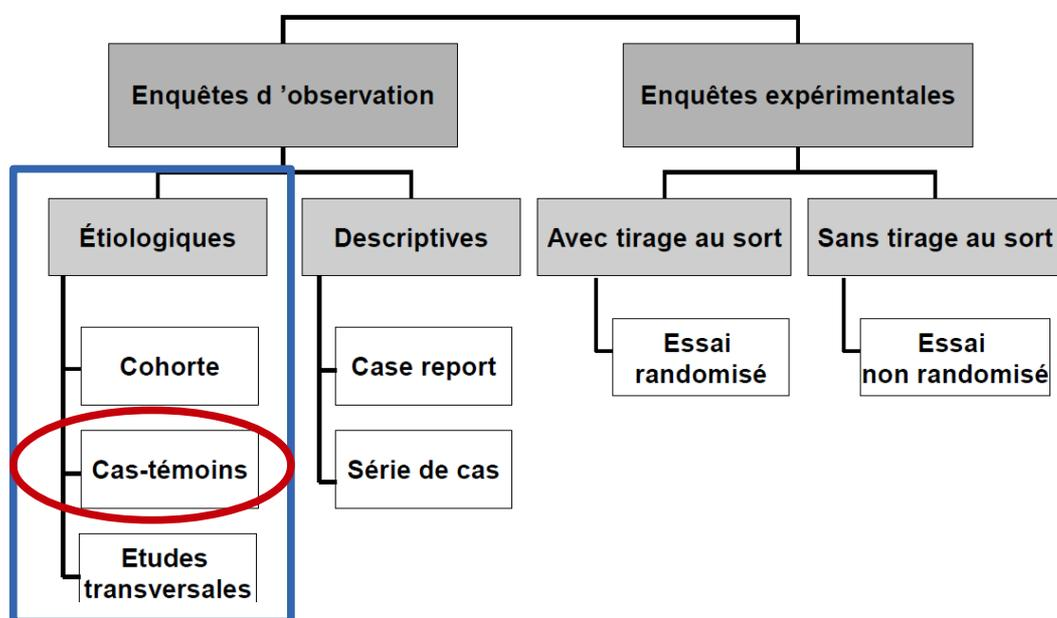 Enquêtes d ’observation
Enquêtes expérimentales
Étiologiques
Descriptives
Avec tirage au sort
Sans tirage au sort
Cohorte
Case report
Essai
randomisé
Essai
non randomisé
Cas-témoins
Série de cas
Etudes
transversales